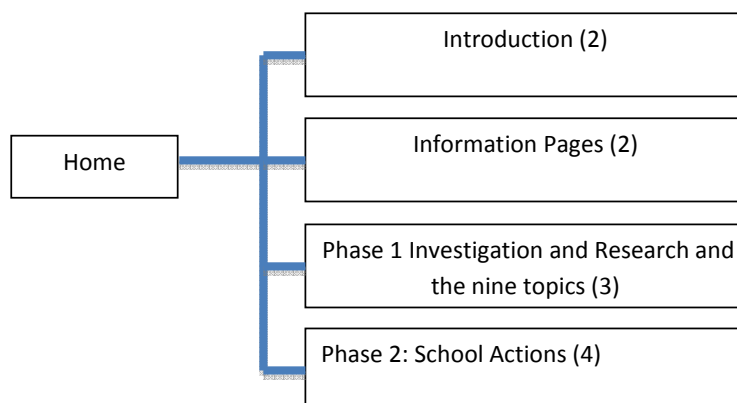 Introduction (2)
Home
Information Pages (2)
Phase 1 Investigation and Research and
the nine topics (3)
Phase 2: School Actions (4)